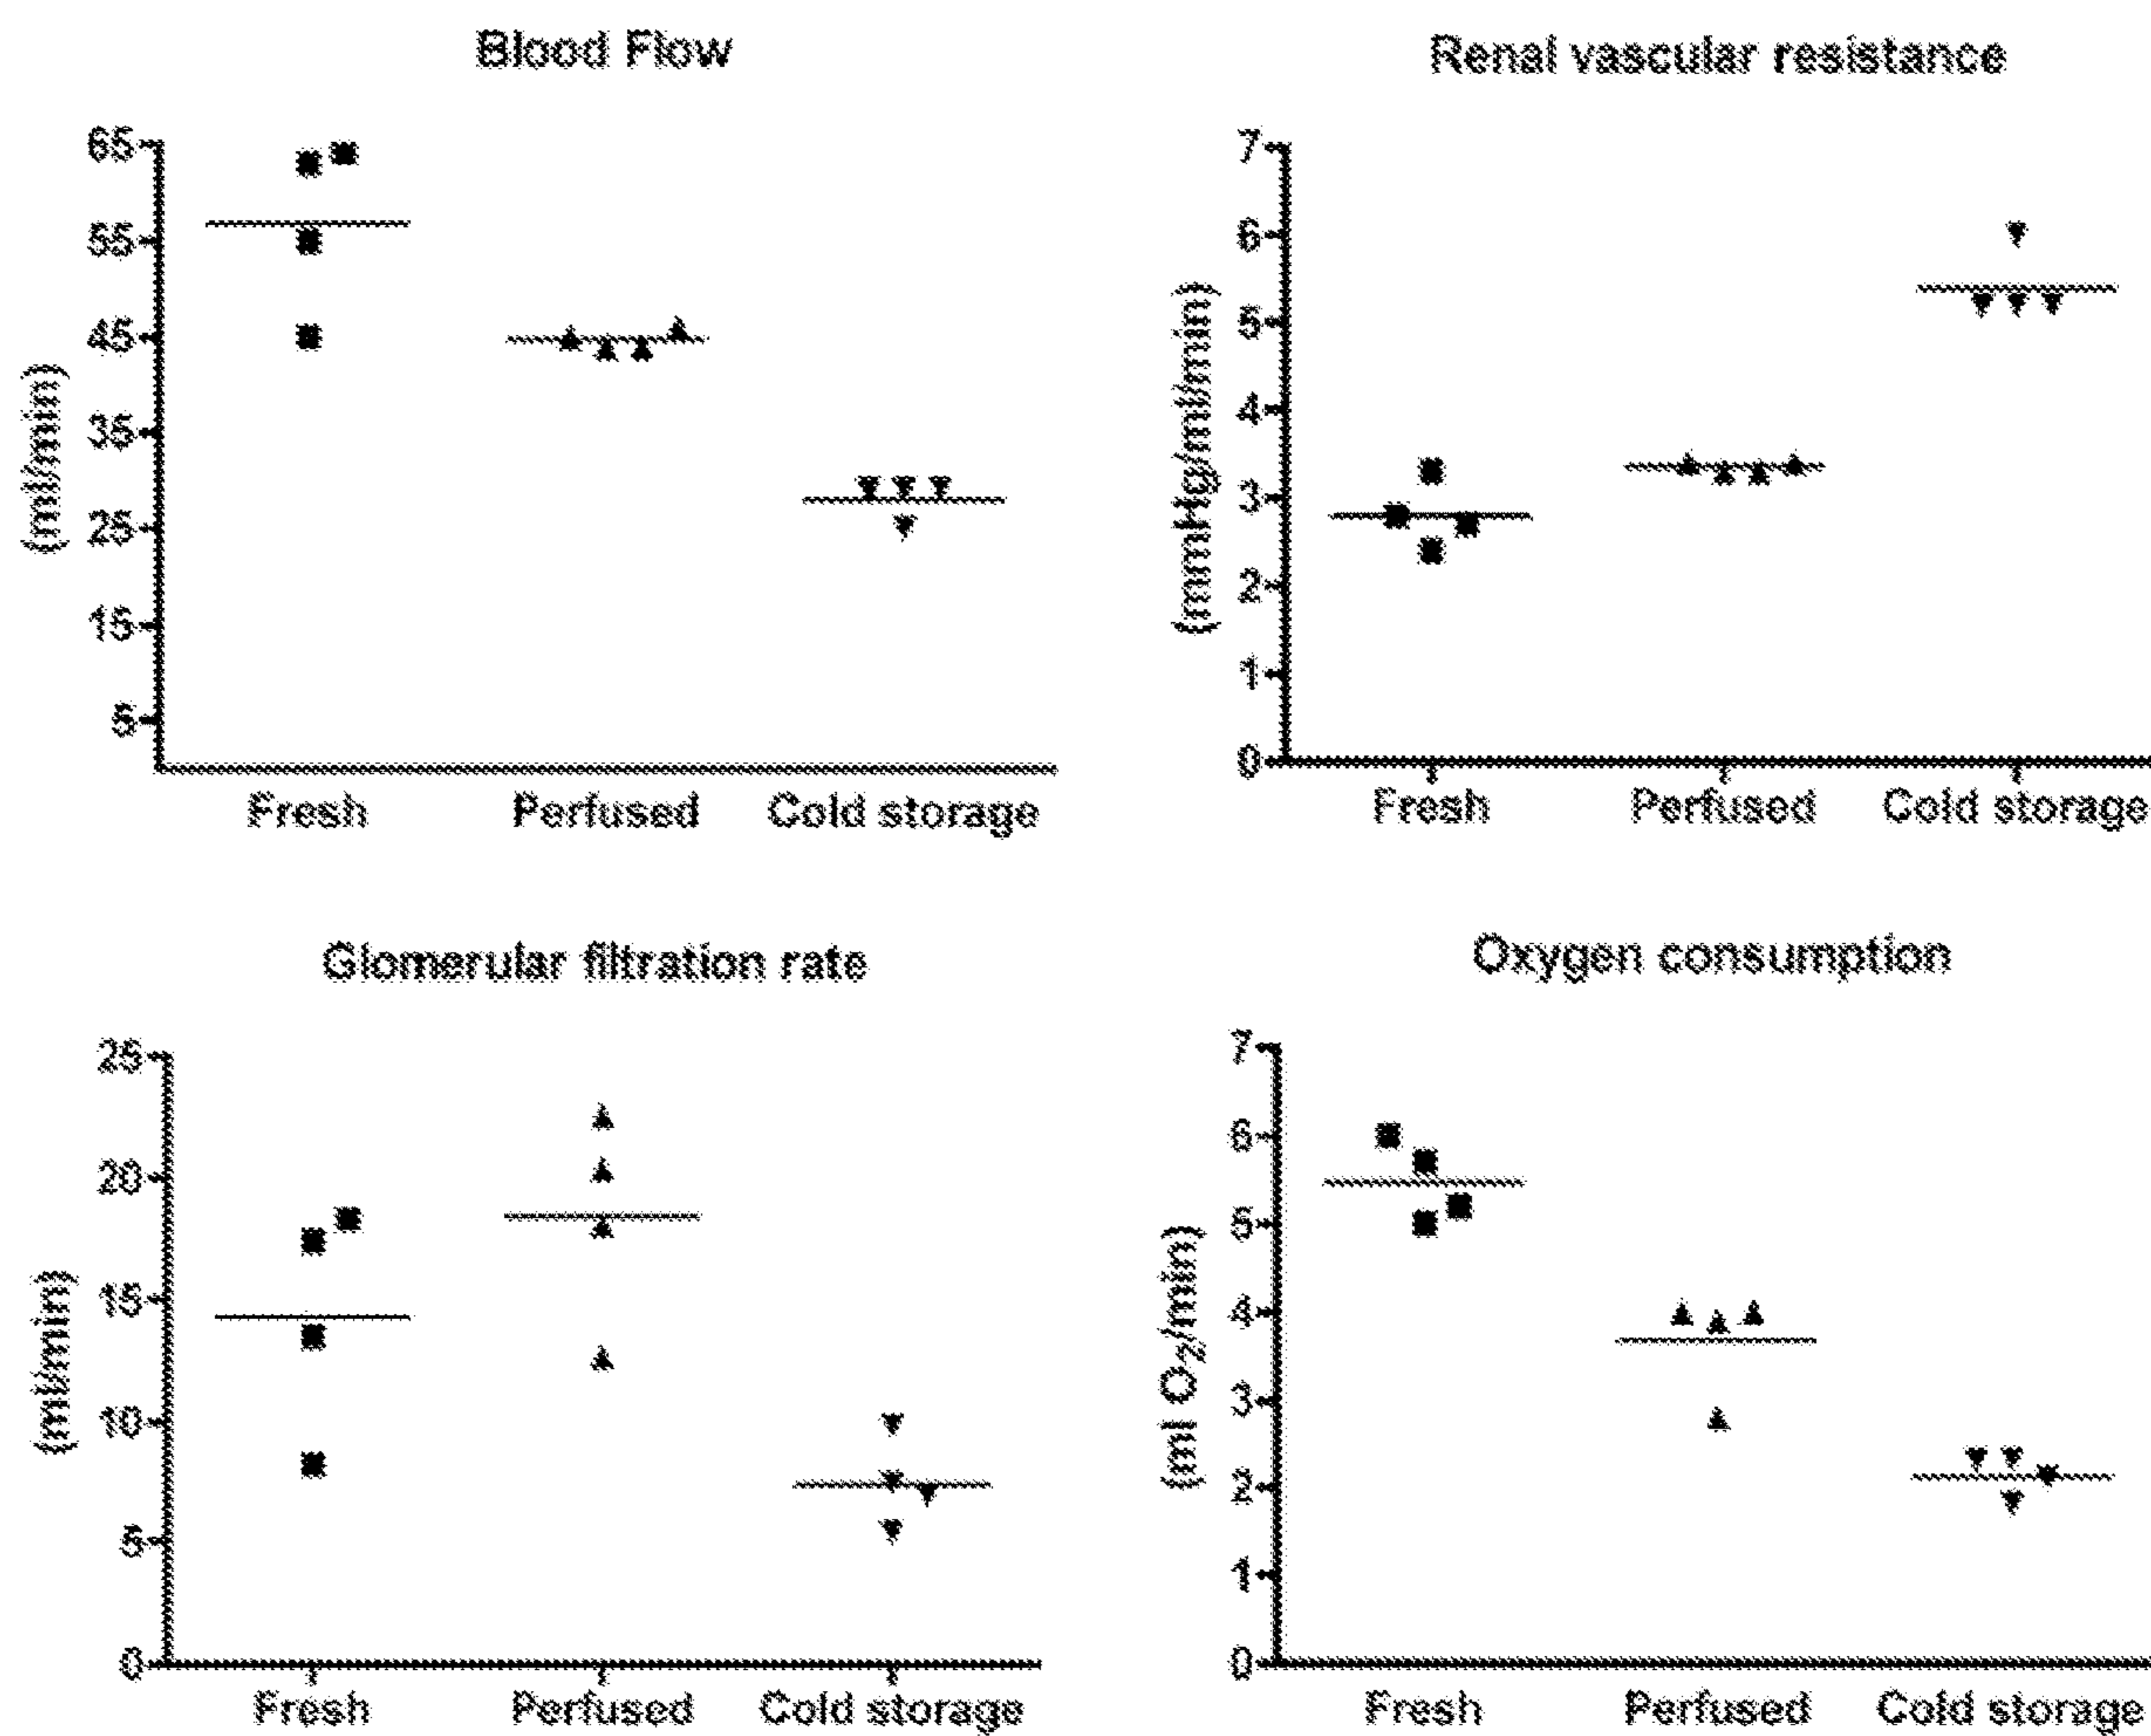 Blood Flow
65
55
45
35
25
15
5
(ml/min)
Fresh Perfused Cold storage
Renal vascular resistance
7
6
5
4
3
2
1
0
(mmHg/ml/min)
Fresh Perfused Cold storage
Glomerular filtration rate
25
20
15
10
5
0
(ml/min)
Fresh Perfused Cold storage
Oxygen consumption
7
6
5
4
3
2
1
0
(ml O₂/min)
Fresh Perfused Cold storage